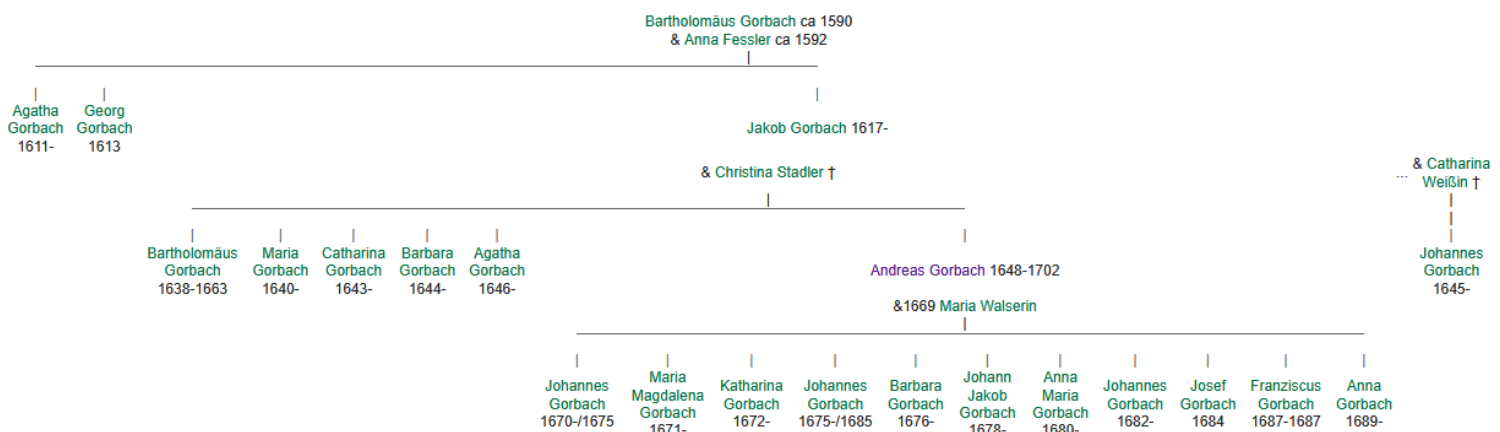 Bartholomäus Gorbach ca 1590
& Anna Fessler ca 1592
Agatha
Gorbach
1611-
Georg
Gorbach
1613
Jakob Gorbach 1617-
& Christina Stadler †
... & Catharina
Weißin †
Bartholomäus
Gorbach
1638-1663
Maria
Gorbach
1640-
Catharina
Gorbach
1643-
Barbara
Gorbach
1644-
Agatha
Gorbach
1646-
Andreas Gorbach 1648-1702
Johannes
Gorbach
1645-
&1669 Maria Walserin
Johannes
Gorbach
1670-/1675
Maria
Magdalena
Gorbach
1671-
Katharina
Gorbach
1672-
Johannes
Gorbach
1675-/1685
Barbara
Gorbach
1676-
Johann
Jakob
Gorbach
1678-
Anna
Maria
Gorbach
1680-
Johannes
Gorbach
1682-
Josef
Gorbach
1684
Franziscus
Gorbach
1687-1687
Anna
Gorbach
1689-